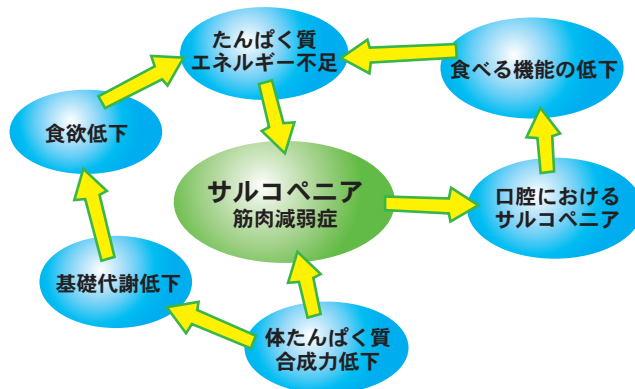 たんぱく質
エネルギー不足
食べる機能の低下
食欲低下
サルコペニア
筋肉減弱症
口腔における
サルコペニア
基礎代謝低下
体たんぱく質
合成力低下